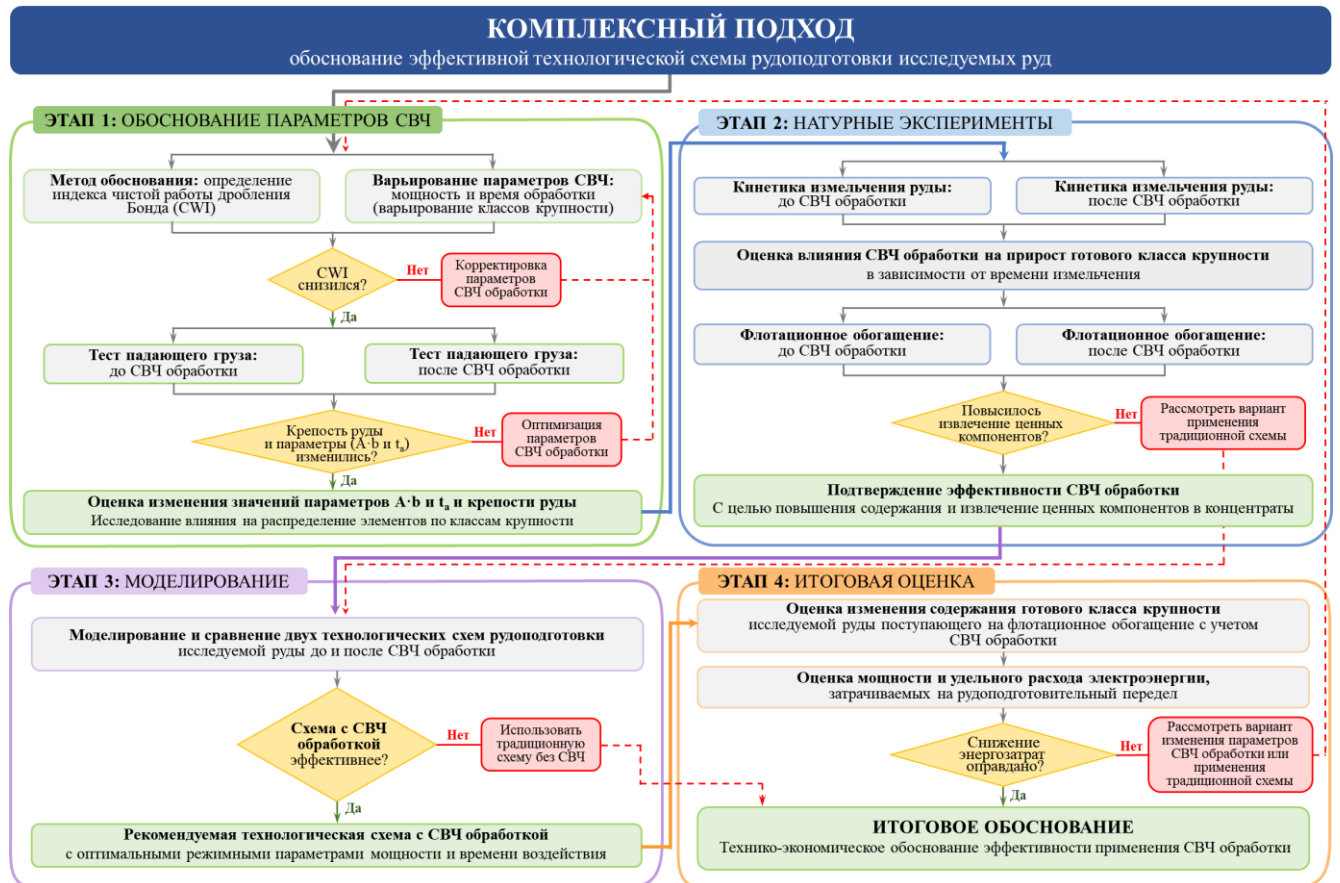 КОМПЛЕКСНЫЙ ПОДХОД
обоснование эффективной технологической схемы рудоподготовки исследуемых руд
ЭТАП 1: ОБОСНОВАНИЕ ПАРАМЕТРОВ СВЧ
Метод обоснования: определение
индекса чистой работы дробления
Бонда (CWI)
Варьирование параметров СВЧ:
мощность и время обработки
(варьирование классов крупности)
CWI
снизился?
Нет
Корректировка
параметров
СВЧ обработки
Да
Тест падающего груза:
до СВЧ обработки
Тест падающего груза:
после СВЧ обработки
Крепость руды
и параметры (A·b и tₐ)
изменились?
Нет
Оптимизация
параметров
СВЧ обработки
Да
Оценка изменения значений параметров A·b и tₐ и крепости руды
Исследование влияния на распределение элементов по классам крупности
ЭТАП 2: НАТУРНЫЕ ЭКСПЕРИМЕНТЫ
Кинетика измельчения руды:
до СВЧ обработки
Кинетика измельчения руды:
после СВЧ обработки
Оценка влияния СВЧ обработки на прирост готового класса крупности
в зависимости от времени измельчения
Флотационное обогащение:
до СВЧ обработки
Флотационное обогащение:
после СВЧ обработки
Повысилось
извлечение ценных
компонентов?
Нет
Рассмотреть вариант
применения
традиционной схемы
Подтверждение эффективности СВЧ обработки
С целью повышения содержания и извлечение ценных компонентов в концентраты
ЭТАП 3: МОДЕЛИРОВАНИЕ
Моделирование и сравнение двух технологических схем рудоподготовки
исследуемой руды до и после СВЧ обработки
Схема с СВЧ
обработкой
эффективнее?
Нет
Использовать
традиционную
схему без СВЧ
Да
Рекомендуемая технологическая схема с СВЧ обработкой
с оптимальными режимными параметрами мощности и времени воздействия
ЭТАП 4: ИТОГОВАЯ ОЦЕНКА
Оценка изменения содержания готового класса крупности
исследуемой руды поступающего на флотационное обогащение с учетом
СВЧ обработки
Оценка мощности и удельного расхода электроэнергии,
затрачиваемых на рудоподготовительный передел
Снижение
энергозатрат
оправдано?
Нет
Рассмотреть вариант
изменения параметров
СВЧ обработки или
применения
традиционной схемы
Да
ИТОГОВОЕ ОБОСНОВАНИЕ
Технико-экономическое обоснование эффективности применения СВЧ обработки